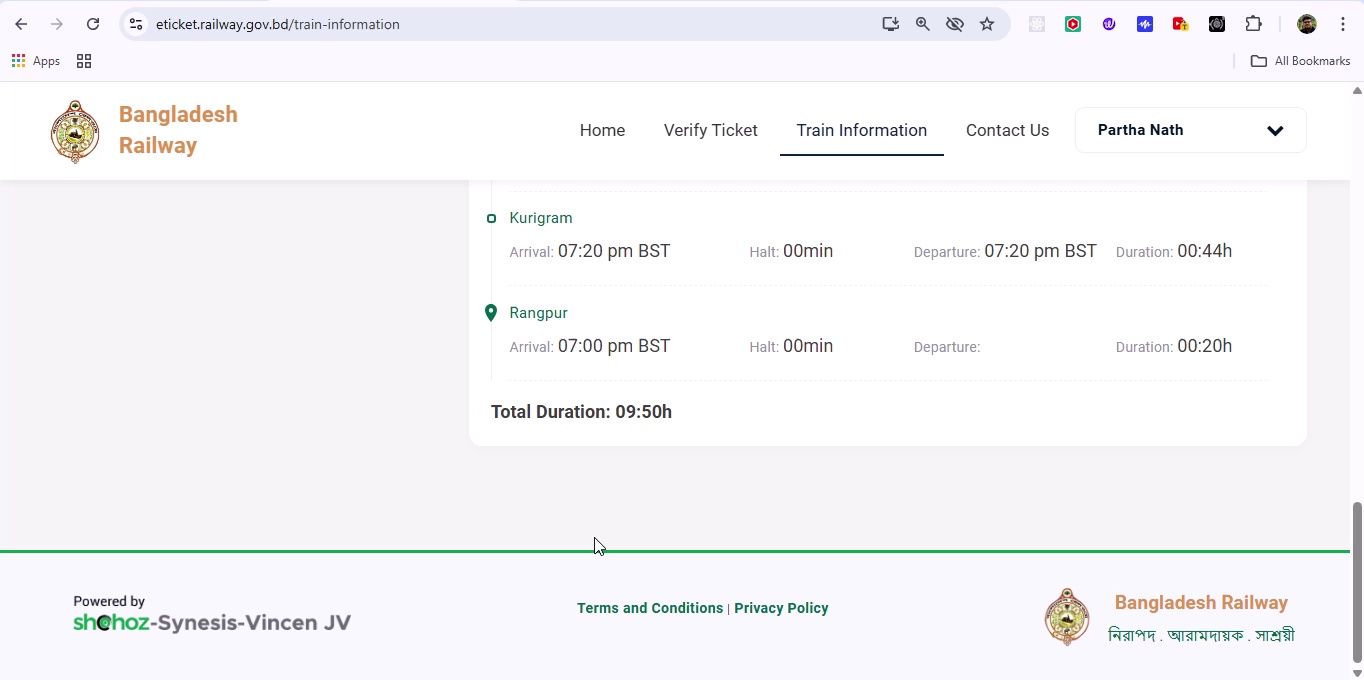 eticket.railway.gov.bd/train-information
Apps
All Bookmarks
Bangladesh
Railway
Home
Verify Ticket
Train Information
Contact Us
Partha Nath
Kurigram
Arrival: 07:20 pm BST Halt: 00min Departure: 07:20 pm BST Duration: 00:44h
Rangpur
Arrival: 07:00 pm BST Halt: 00min Departure: Duration: 00:20h
Total Duration: 09:50h
Powered by
shohoz-Synesis-Vincen JV
Terms and Conditions | Privacy Policy
Bangladesh Railway
নিরাপদ . আরামদায়ক . সাশ্রয়ী